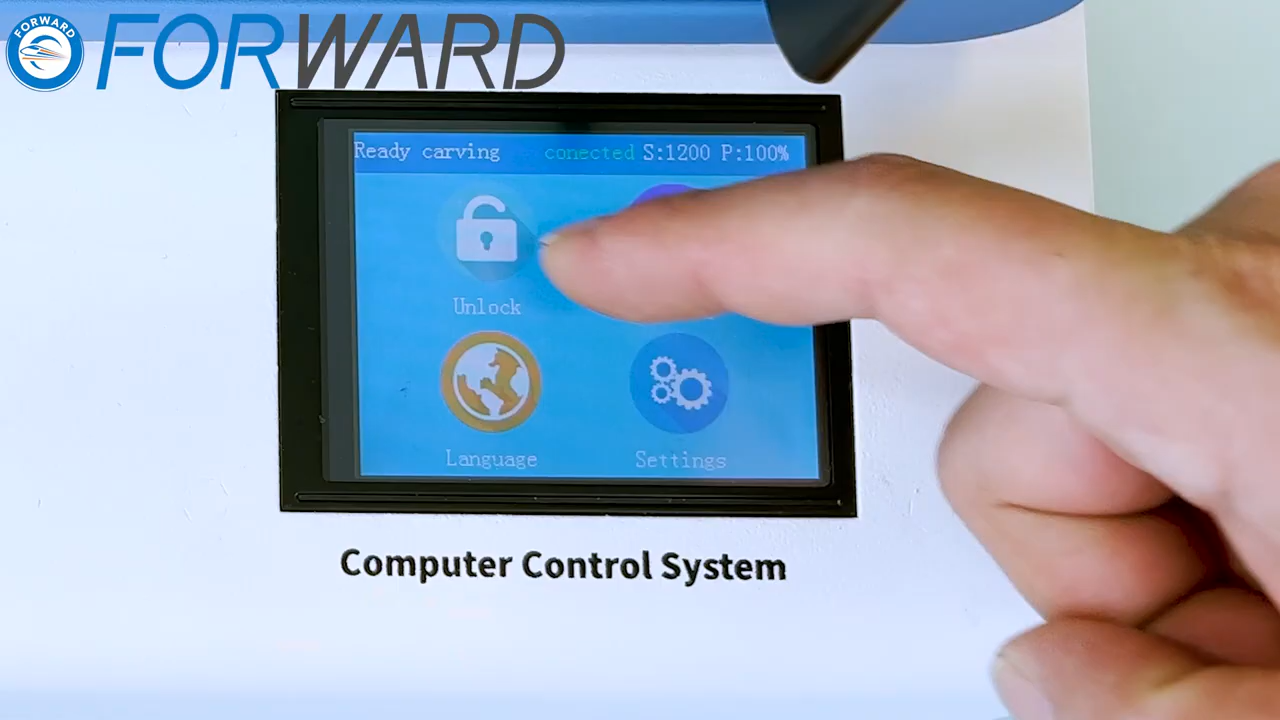 FORWARD
FORWARD
Ready carving conected S:1200 P:100%
Unlock
Language
Settings
Computer Control System